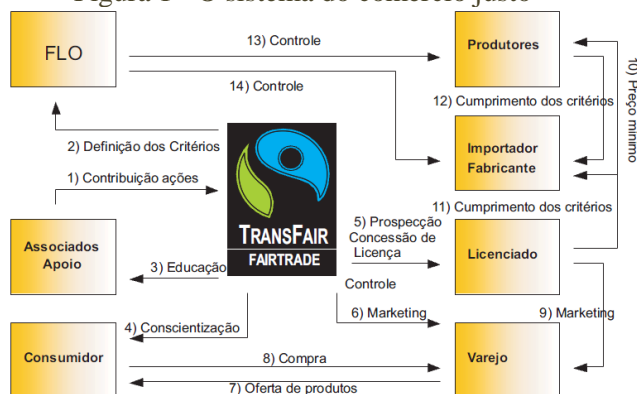 Figura 1 - O sistema do comércio justo
FLO
13) Controle
Produtores
14) Controle
10) Preço minimo
12) Cumprimento dos critérios
2) Definição dos Critérios
Importador
Fabricante
1) Contribuição ações
TRANSFAIR
FAIRTRADE
11) Cumprimento dos critérios
5) Prospecção
Concessão de
Licença
Associados
Apoio
Licenciado
3) Educação
Controle
6) Marketing
9) Marketing
4) Conscientização
Consumidor
8) Compra
Varejo
7) Oferta de produtos